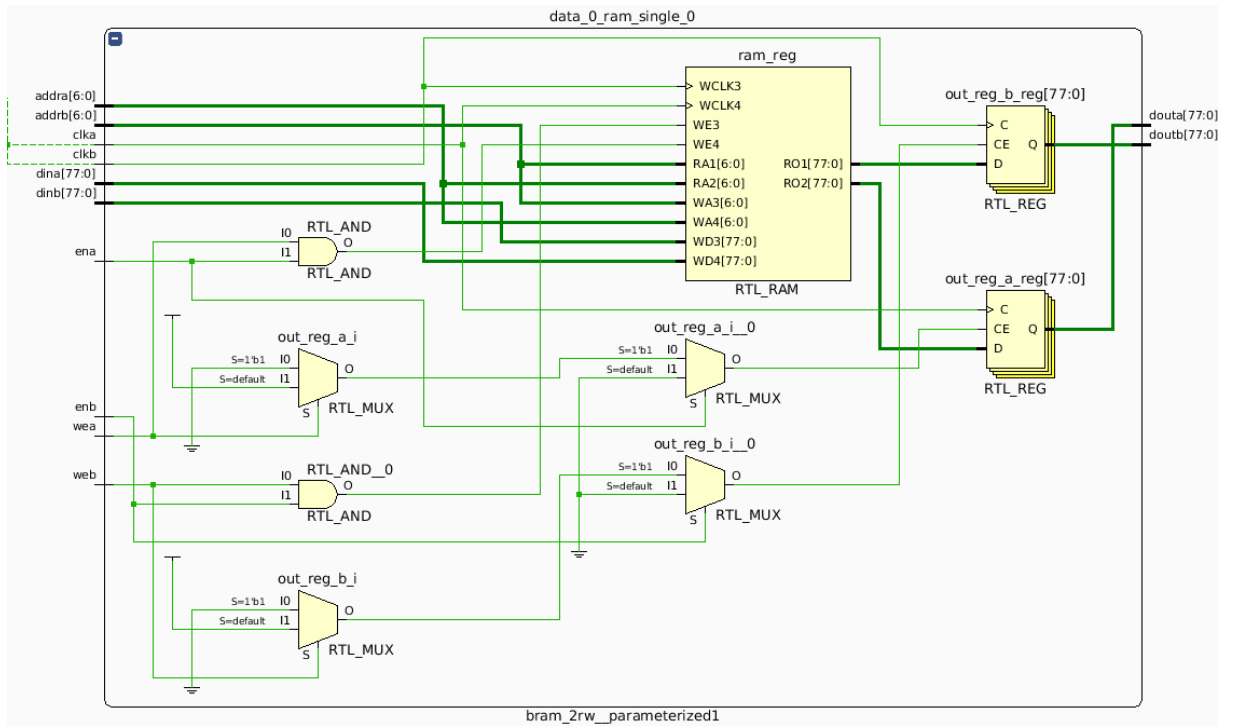 data_0_ram_single_0
ram_reg
WCLK3
WCLK4
WE3
WE4
RA1[6:0]
RA2[6:0]
WA3[6:0]
WA4[6:0]
WD3[77:0]
WD4[77:0]
RO1[77:0]
RO2[77:0]
RTL_RAM
addra[6:0]
addrb[6:0]
clka
clkb
dina[77:0]
dinb[77:0]
ena
enb
wea
web
out_reg_b_reg[77:0]
C
CE
D
Q
RTL_REG
douta[77:0]
doutb[77:0]
out_reg_a_reg[77:0]
C
CE
D
Q
RTL_REG
RTL_AND
I0
I1
O
RTL_AND
out_reg_a_i
S=1'b1 I0
S=default I1
O
S
RTL_MUX
out_reg_a_i__0
S=1'b1 I0
S=default I1
O
S
RTL_MUX
RTL_AND__0
I0
I1
O
RTL_AND
out_reg_b_i__0
S=1'b1 I0
S=default I1
O
S
RTL_MUX
out_reg_b_i
S=1'b1 I0
S=default I1
O
S
RTL_MUX
bram_2rw__parameterized1